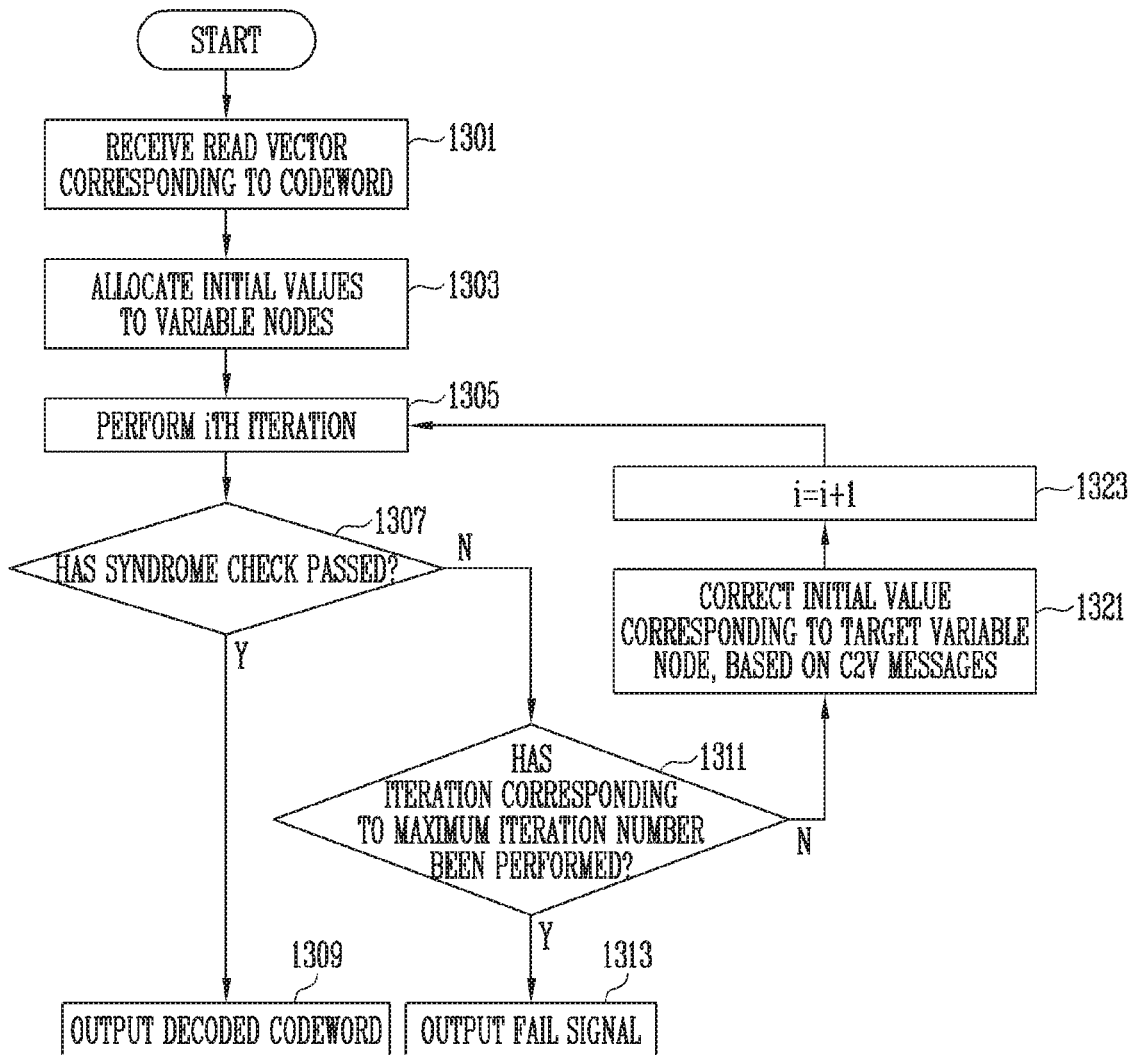 START
RECEIVE READ VECTOR
CORRESPONDING TO CODEWORD
1301
ALLOCATE INITIAL VALUES
TO VARIABLE NODES
1303
PERFORM iTH ITERATION
1305
HAS SYNDROME CHECK PASSED?
1307
N
Y
HAS
ITERATION CORRESPONDING
TO MAXIMUM ITERATION NUMBER
BEEN PERFORMED?
1311
N
Y
CORRECT INITIAL VALUE
CORRESPONDING TO TARGET VARIABLE
NODE, BASED ON C2V MESSAGES
1321
i=i+1
1323
1309
OUTPUT DECODED CODEWORD
1313
OUTPUT FAIL SIGNAL